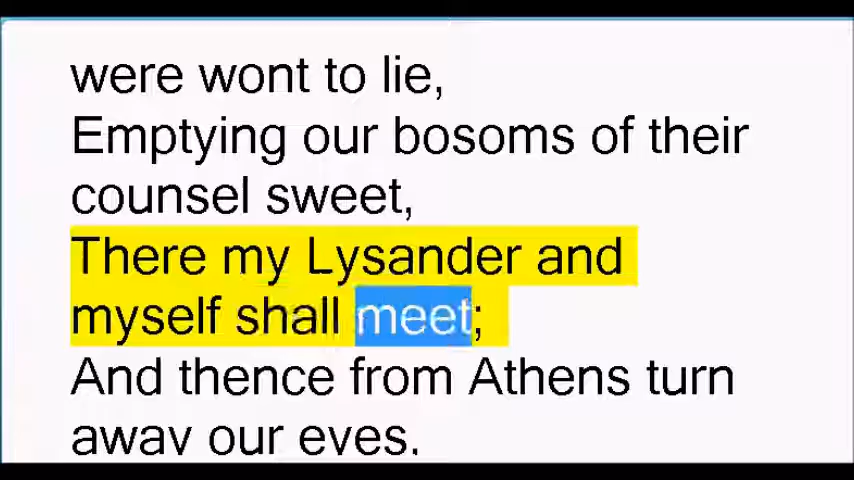 were wont to lie,
Emptying our bosoms of their
counsel sweet,
There my Lysander and
myself shall meet;
And thence from Athens turn
away our eyes,